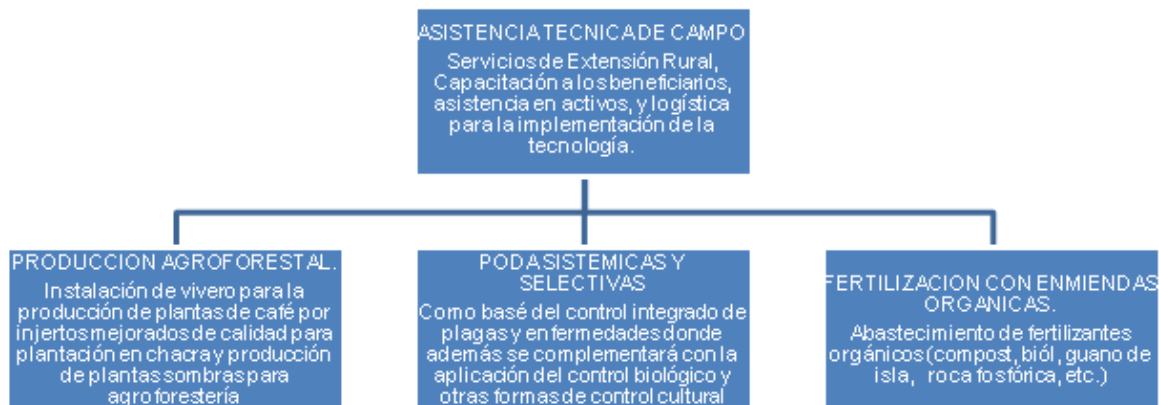 ASISTENCIA TECNICA DE CAMPO
Servicios de Extensión Rural,
Capacitación a los beneficiarios,
asistencia en activos, y logística
para la implementación de la
tecnología.
PRODUCCION AGROFORESTAL.
Instalación de vivero para la
producción de plantas de café por
injertos mejorados de calidad para
plantación en chacra y producción
de plantas sombras para
agroforestería
PODA SISTEMICAS Y
SELECTIVAS
Como basé del control integrado de
plagas y enfermedades donde
además se complementará con la
aplicación del control biológico y
otras formas de control cultural
FERTILIZACION CON ENMIENDAS
ORGANICAS.
Abastecimiento de fertilizantes
orgánicos (compost, biól, guano de
isla, roca fosfórica, etc.)